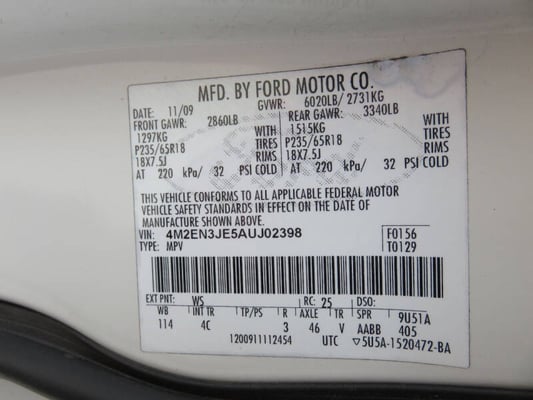 MFD. BY FORD MOTOR CO.
DATE: 11/09 GVWR: 6020LB/ 2731KG
FRONT GAWR: 2860LB REAR GAWR: 3340LB
1297KG WITH 1515KG WITH
P235/65R18 TIRES P235/65R18 TIRES
18X7.5J RIMS 18X7.5J RIMS
AT 220 kPa/ 32 PSI COLD AT 220 kPa/ 32 PSI COLD
THIS VEHICLE CONFORMS TO ALL APPLICABLE FEDERAL MOTOR
VEHICLE SAFETY STANDARDS IN EFFECT ON THE DATE OF
MANUFACTURE SHOWN ABOVE.
VIN: 4M2EN3JE5AUJ02398 F0156
TYPE: MPV T0129
EXT PNT: WS RC: 25 DSO:
WB INT TR TP/PS R AXLE TR SPR 9U51A
114 4C 3 46 V AABB 405
1200911112454 UTC ▽5U5A-1520472-BA